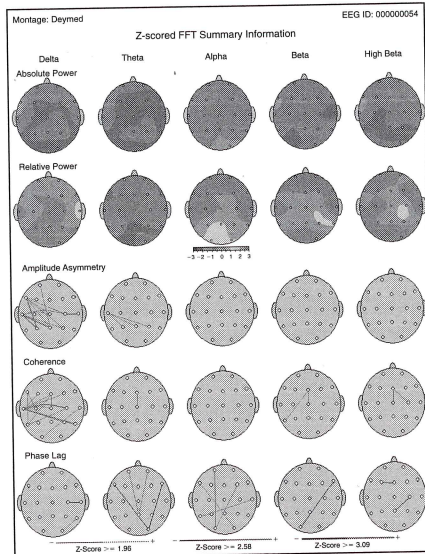 Montage: Deymed EEG ID: 000000054
Z-scored FFT Summary Information
Delta Theta Alpha Beta High Beta
Absolute Power
Relative Power
-3 -2 -1 0 1 2 3
Amplitude Asymmetry
Coherence
Phase Lag
- + - + - +
Z-Score >= 1.96 Z-Score >= 2.58 Z-Score >= 3.09